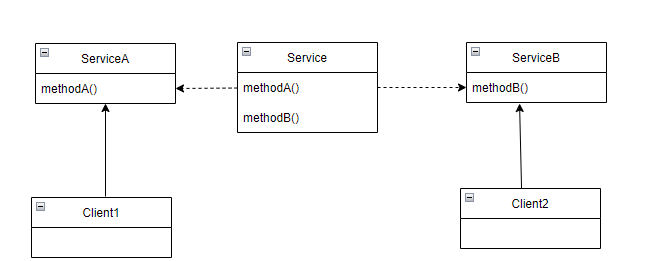 ServiceA
methodA()
Service
methodA()
methodB()
ServiceB
methodB()
Client1
Client2